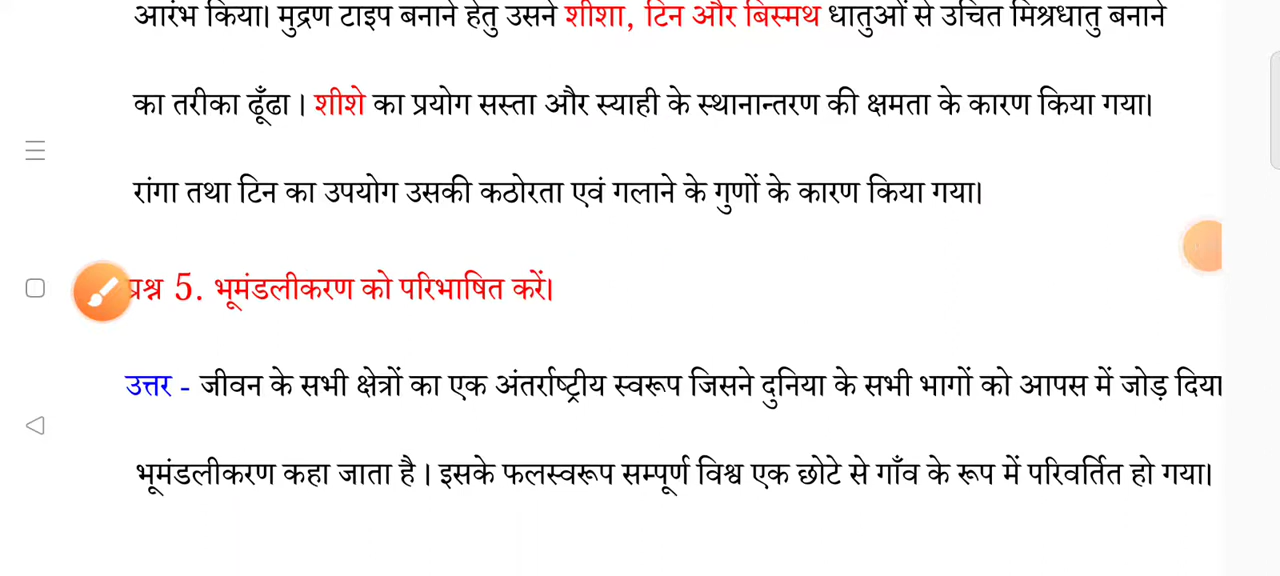 आरंभ किया। मुद्रण टाइप बनाने हेतु उसने शीशा, टिन और बिस्मथ धातुओं से उचित मिश्रधातु बनाने
का तरीका ढूँढा। शीशे का प्रयोग सस्ता और स्याही के स्थानान्तरण की क्षमता के कारण किया गया।
रांगा तथा टिन का उपयोग उसकी कठोरता एवं गलाने के गुणों के कारण किया गया।
प्रश्न 5. भूमंडलीकरण को परिभाषित करें।
उत्तर - जीवन के सभी क्षेत्रों का एक अंतर्राष्ट्रीय स्वरूप जिसने दुनिया के सभी भागों को आपस में जोड़ दिया
भूमंडलीकरण कहा जाता है। इसके फलस्वरूप सम्पूर्ण विश्व एक छोटे से गाँव के रूप में परिवर्तित हो गया।